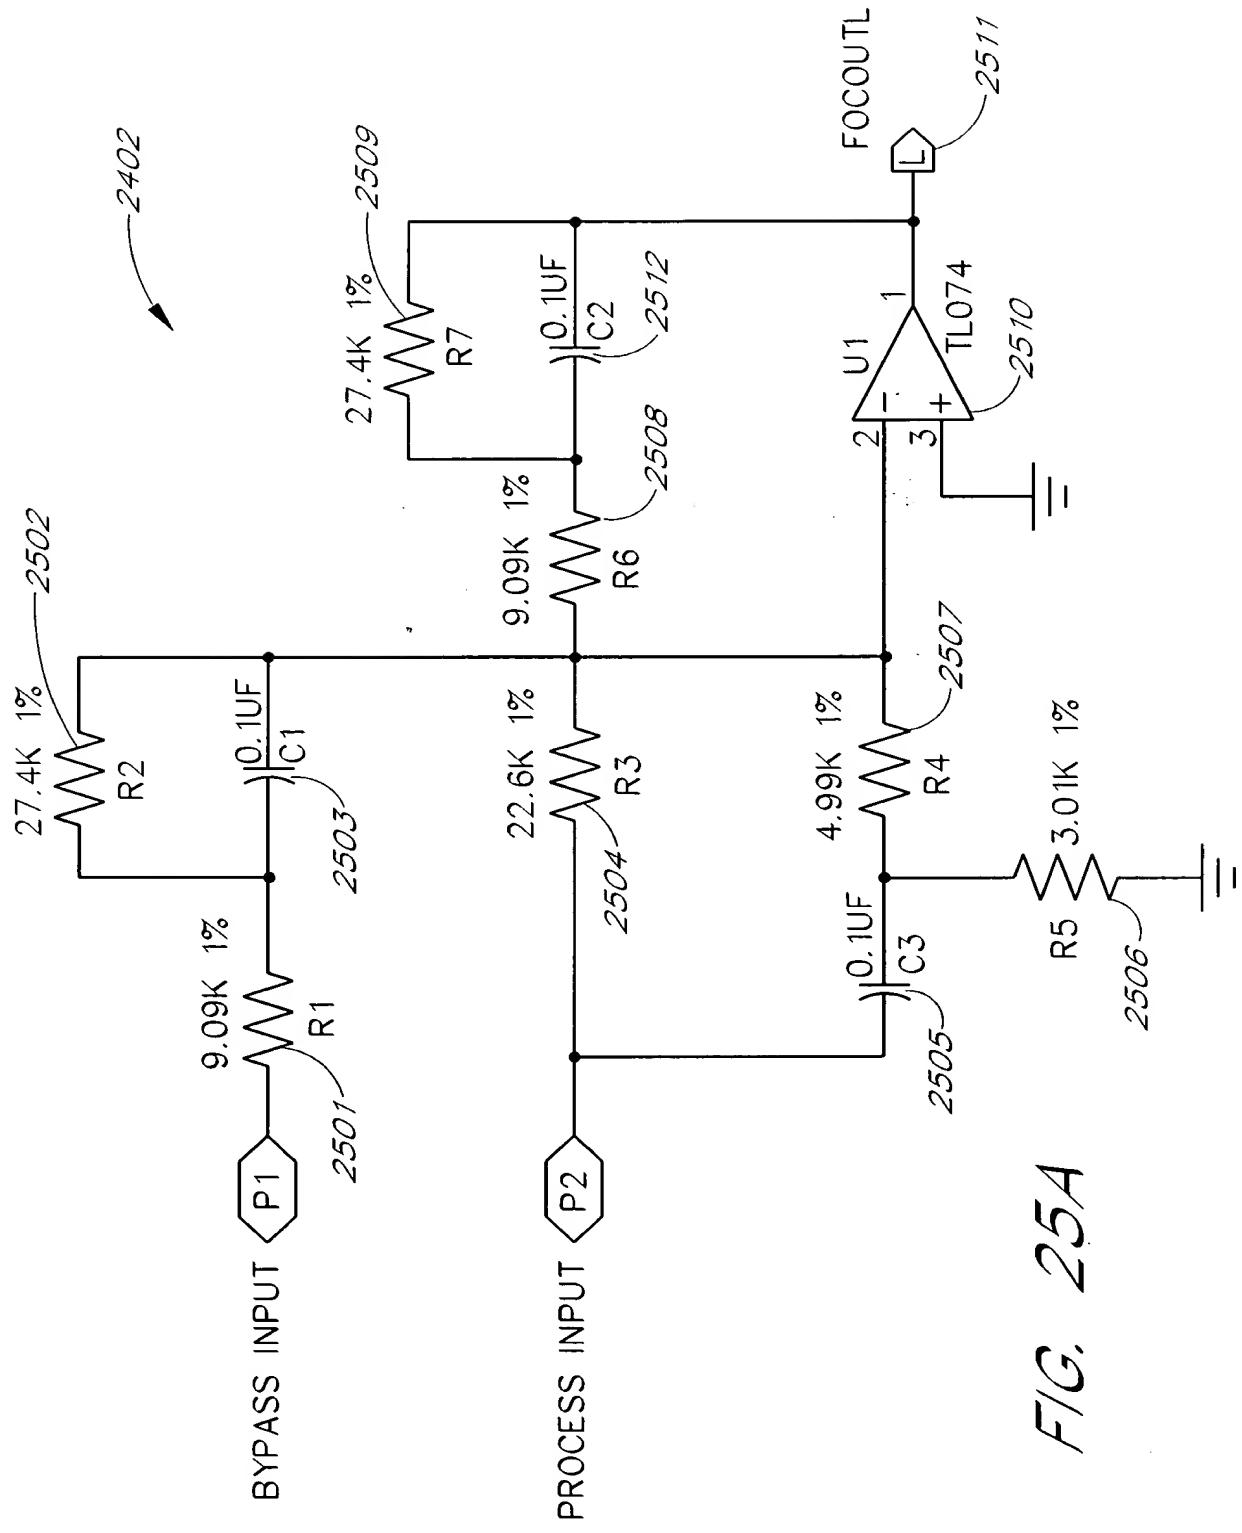 2402
27.4K 1%
2502
R2
0.1UF
C1
2503
9.09K 1%
R1
2501
P1
BYPASS INPUT
27.4K 1%
2509
R7
0.1UF
C2
2512
9.09K 1%
R6
2508
22.6K 1%
R3
2504
P2
PROCESS INPUT
FOCOUTL
L
2511
U1
2
3
1
−
+
TL074
2510
4.99K 1%
R4
2507
0.1UF
C3
2505
R5
3.01K 1%
2506
FIG. 25A